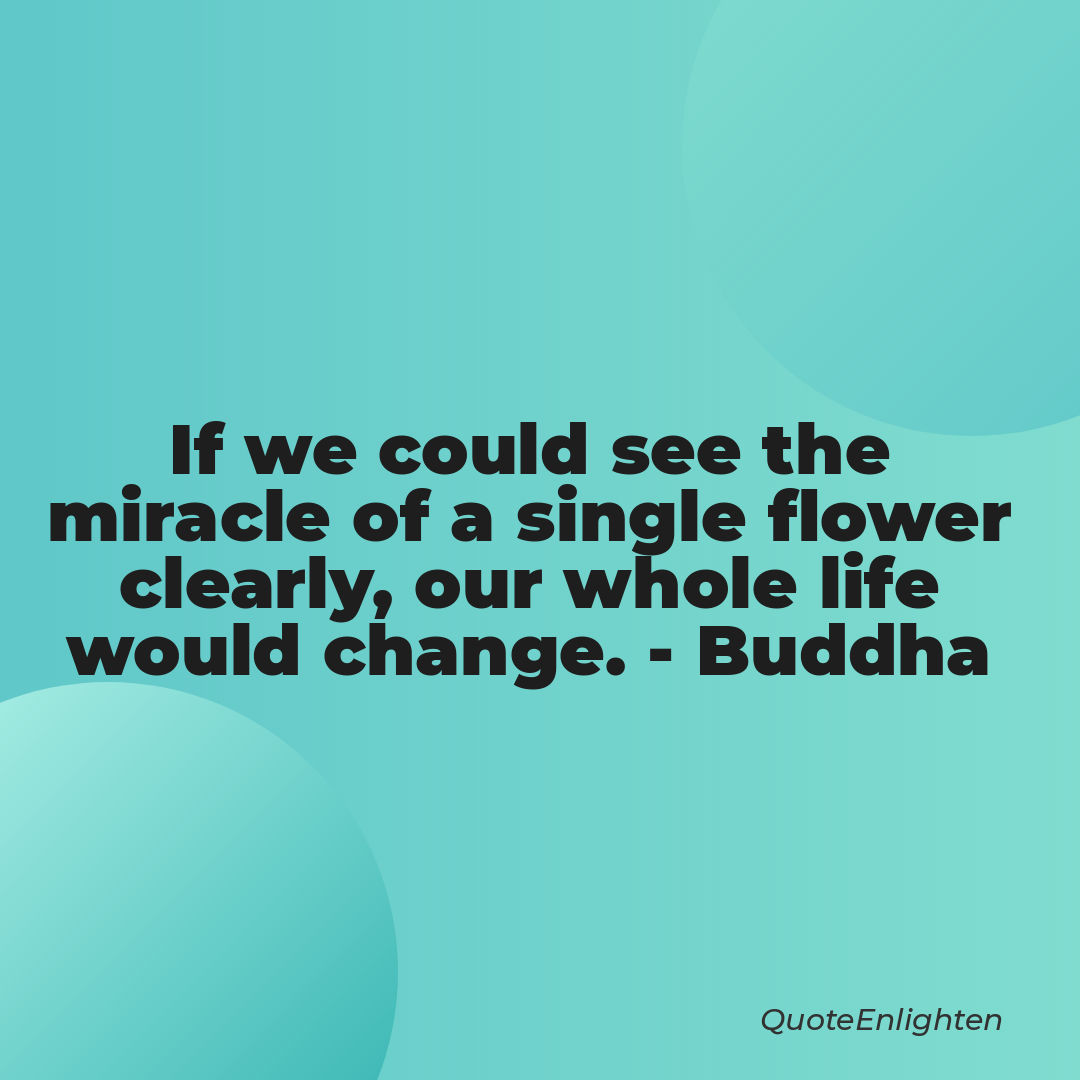 If we could see the
miracle of a single flower
clearly, our whole life
would change. - Buddha
QuoteEnlighten